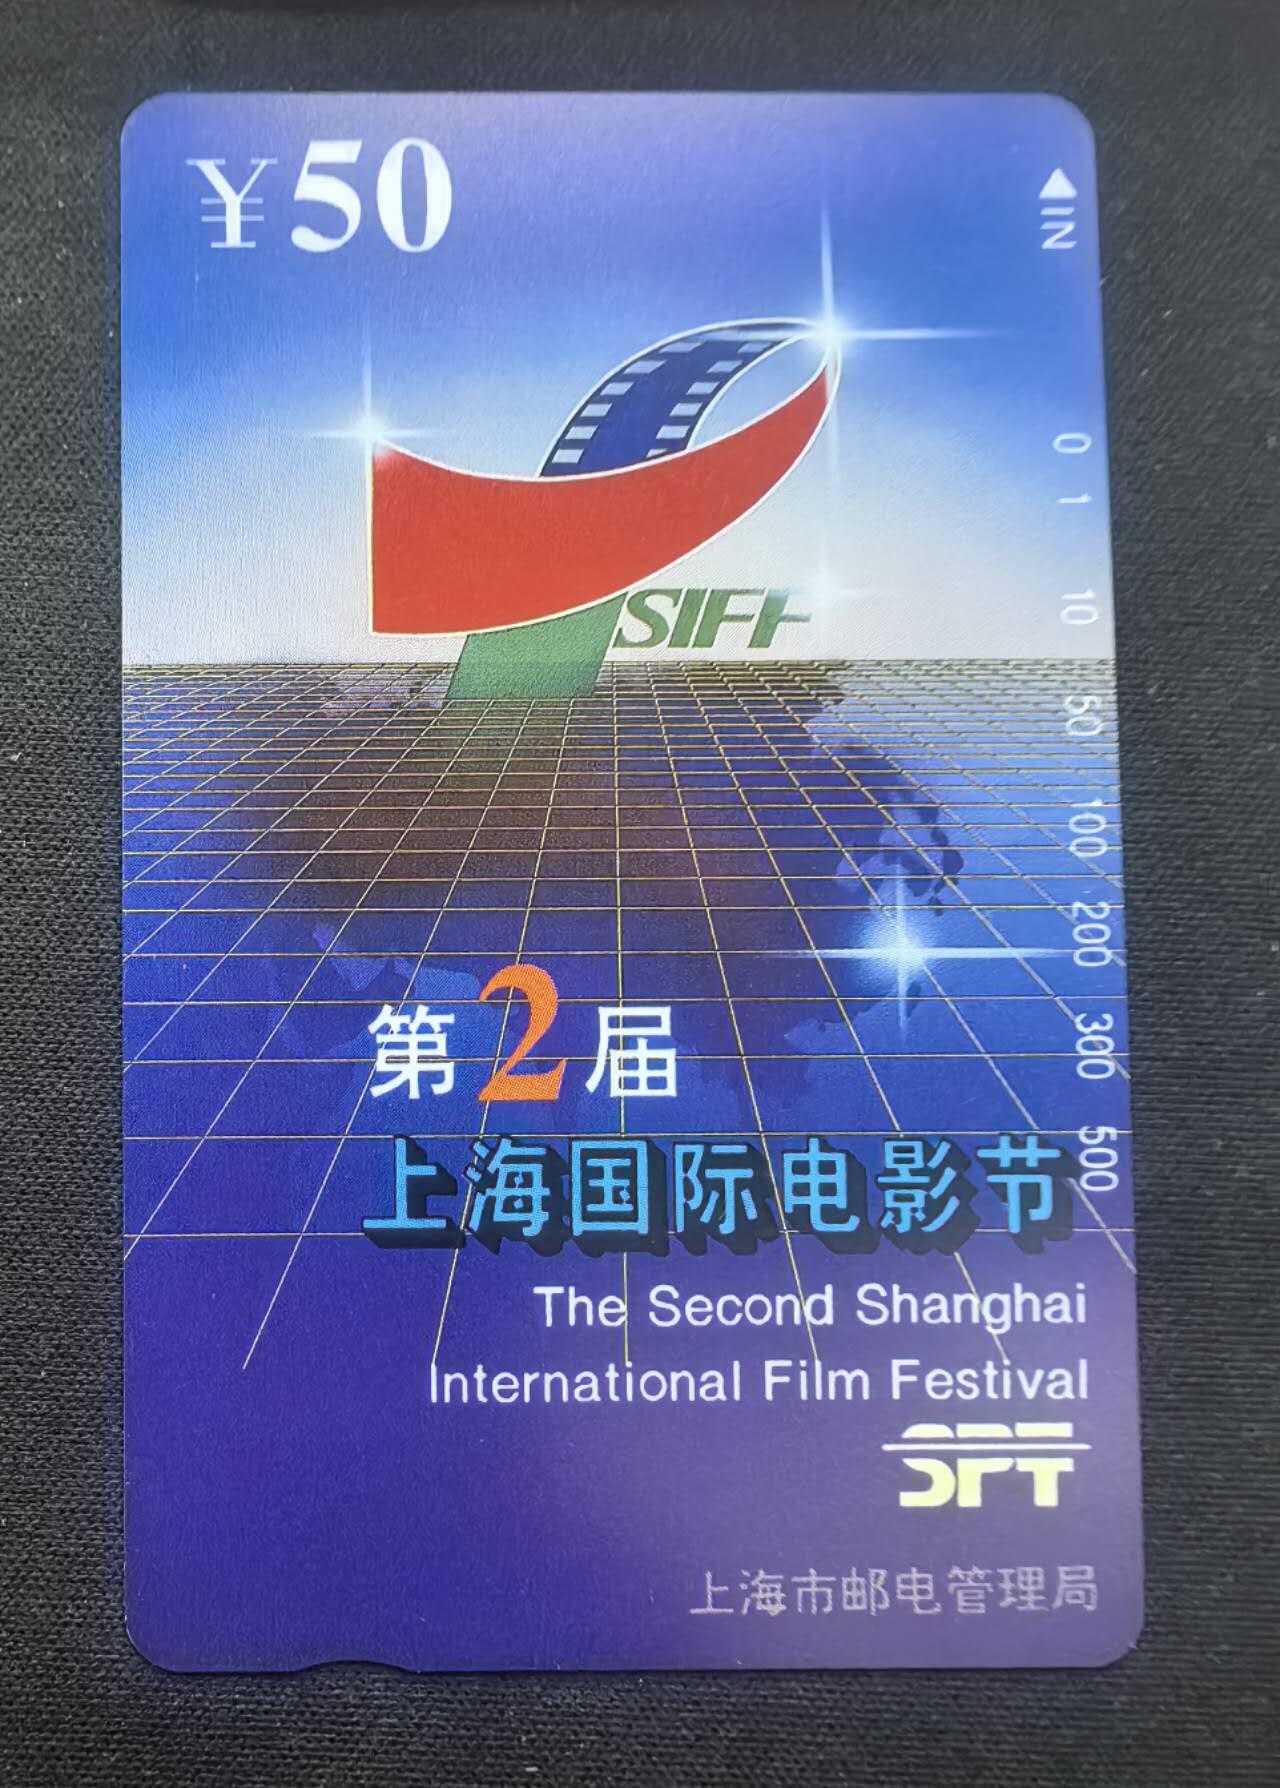 ¥50
IN
SIFF
0
1
10
50
100
200
300
500
第2届
上海国际电影节
The Second Shanghai
International Film Festival
SPT
上海市邮电管理局